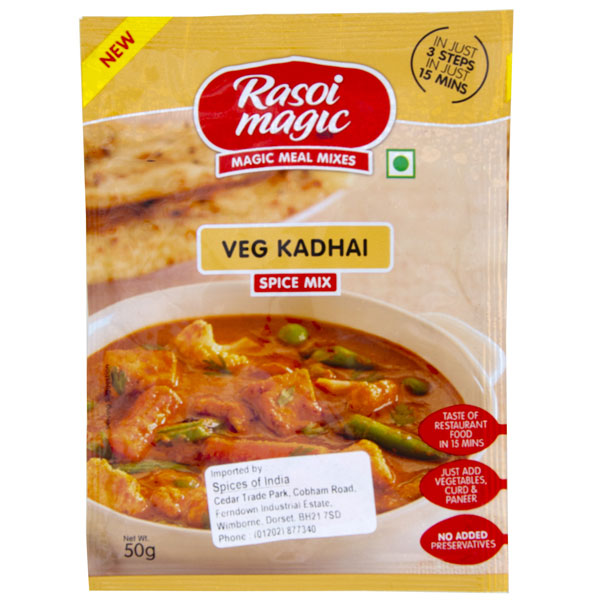 NEW
IN JUST
3 STEPS
IN JUST
15 MINS
Rasoi
magic
MAGIC MEAL MIXES
VEG KADHAI
SPICE MIX
TASTE OF
RESTAURANT
FOOD
IN 15 MINS
JUST ADD
VEGETABLES,
CURD &
PANEER
NO ADDED
PRESERVATIVES
Imported by
Spices of India
Cedar Trade Park, Cobham Road,
Ferndown Industrial Estate
Wimborne, Dorset. BH21 7SD
Phone : (01202) 877340
Net Wt.
50g